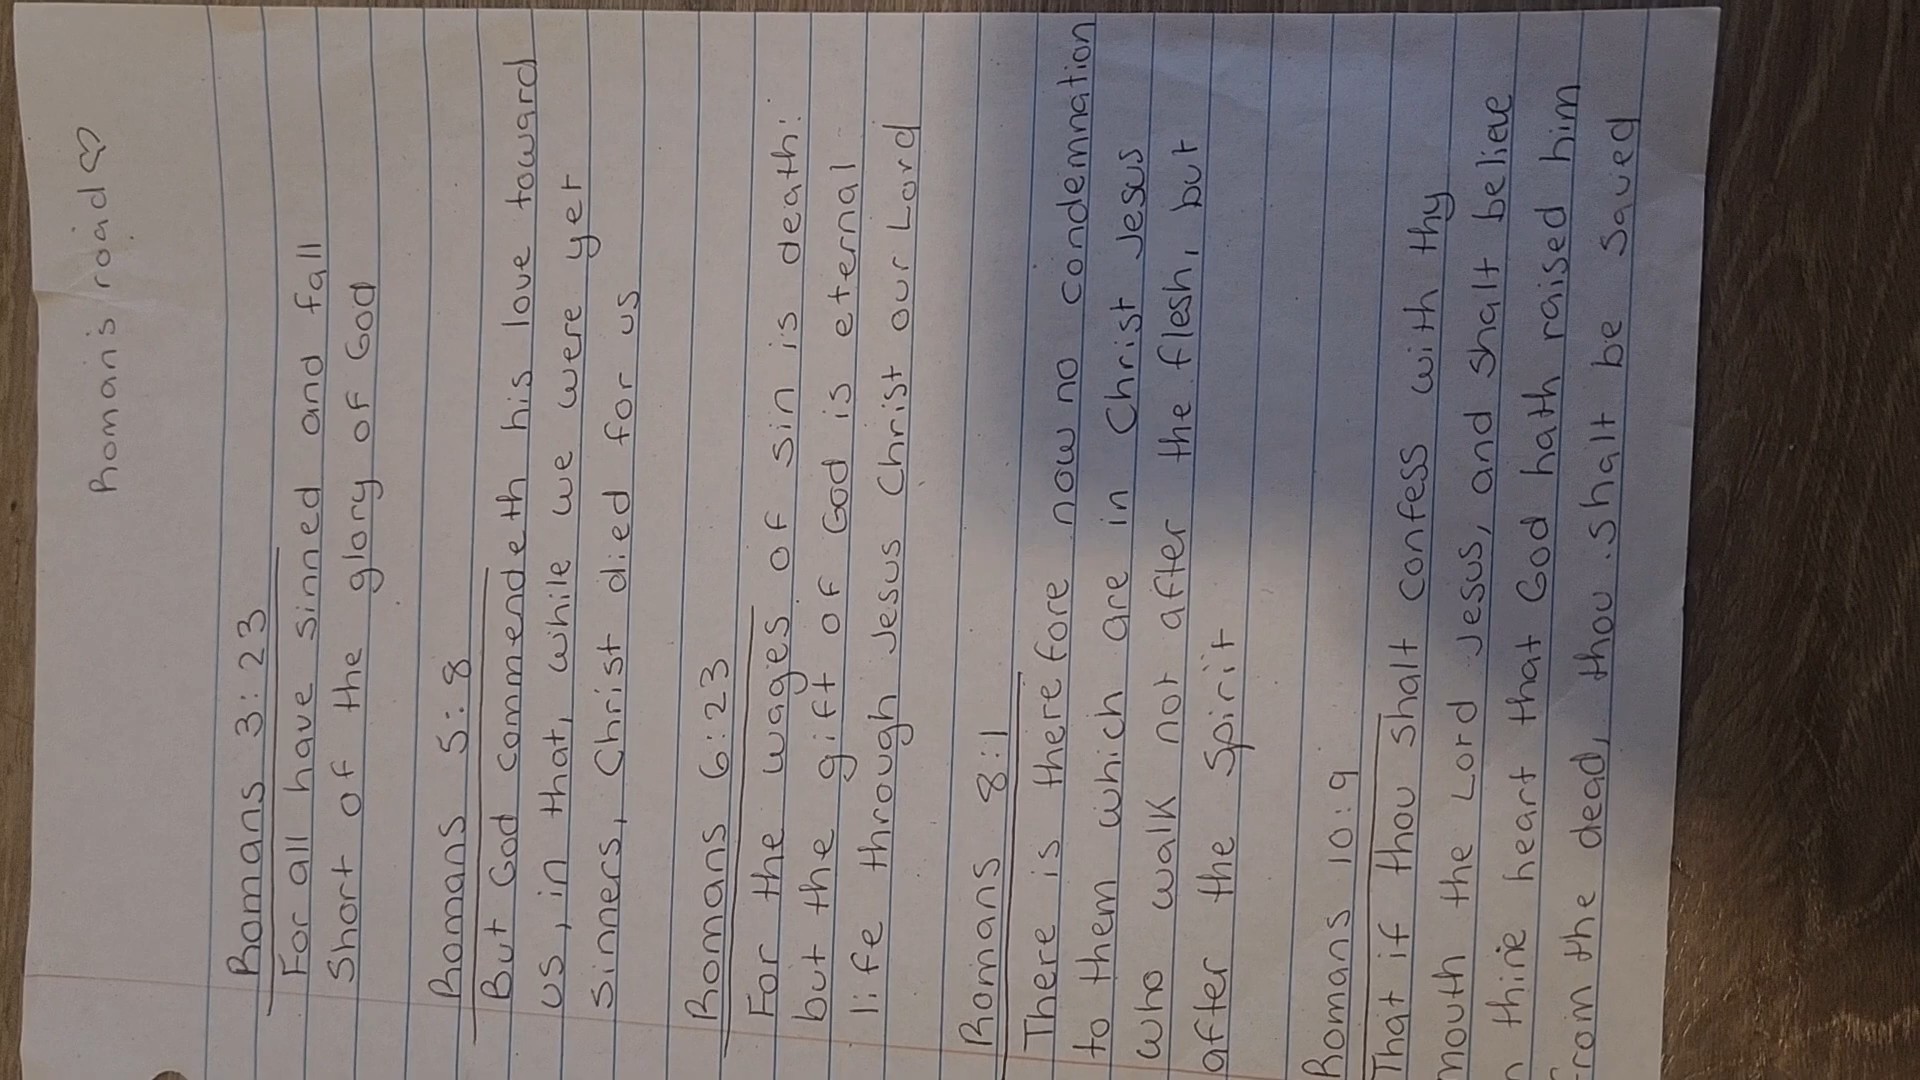 Romans road ♡
Romans 3:23
For all have sinned and fall
short of the glory of God
Romans 5:8
But God commendeth his love toward
us, in that, while we were yet
sinners, Christ died for us
Romans 6:23
For the wages of sin is death:
but the gift of God is eternal
life through Jesus Christ our Lord
Romans 8:1
There is therefore now no condemnation
to them which are in Christ Jesus
who walk not after the flesh, but
after the Spirit
Romans 10:9
That if thou shalt confess with thy
mouth the Lord Jesus, and shalt believe
n thine heart that God hath raised him
from the dead, thou shalt be saved